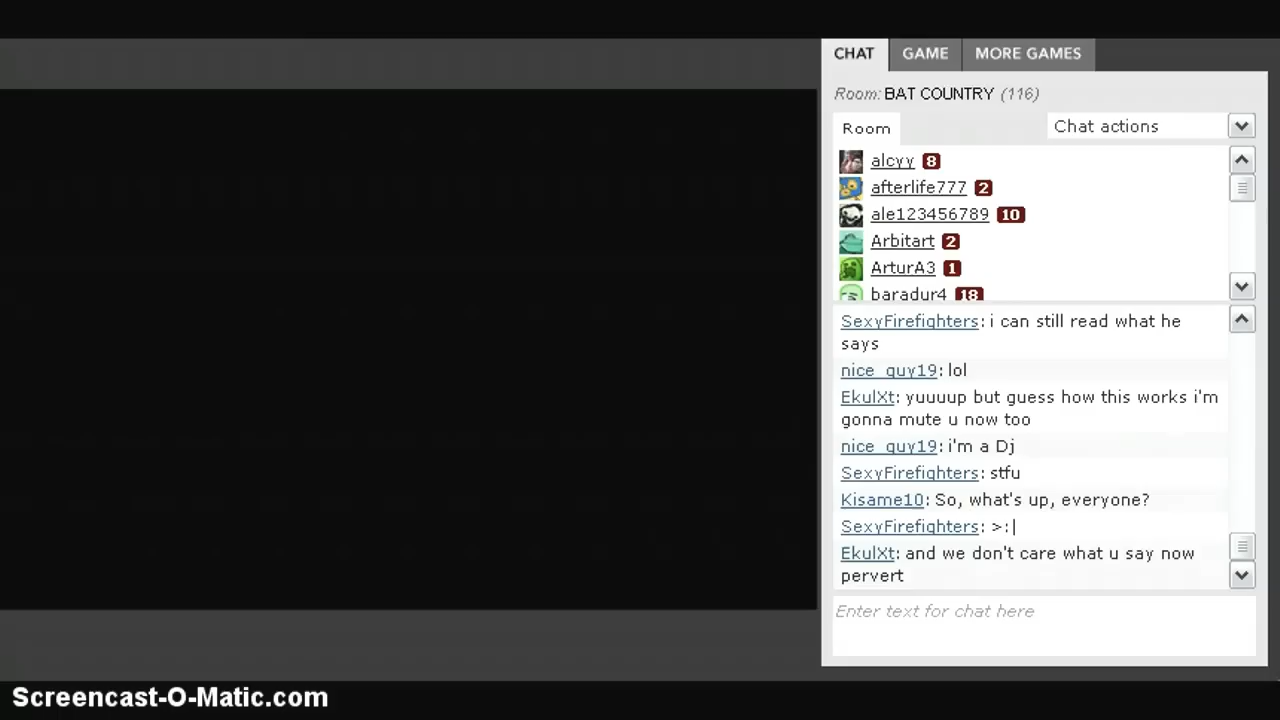 CHAT GAME MORE GAMES
Room: BAT COUNTRY (116)
Room Chat actions
alcyy 8
afterlife777 2
ale123456789 10
Arbitart 2
ArturA3 1
baradur4 18
SexyFirefighters: i can still read what he
says
nice_guy19: lol
EkulXt: yuuuup but guess how this works i'm
gonna mute u now too
nice_guy19: i'm a Dj
SexyFirefighters: stfu
Kisame10: So, what's up, everyone?
SexyFirefighters: >:|
EkulXt: and we don't care what u say now
pervert
Enter text for chat here
Screencast-O-Matic.com